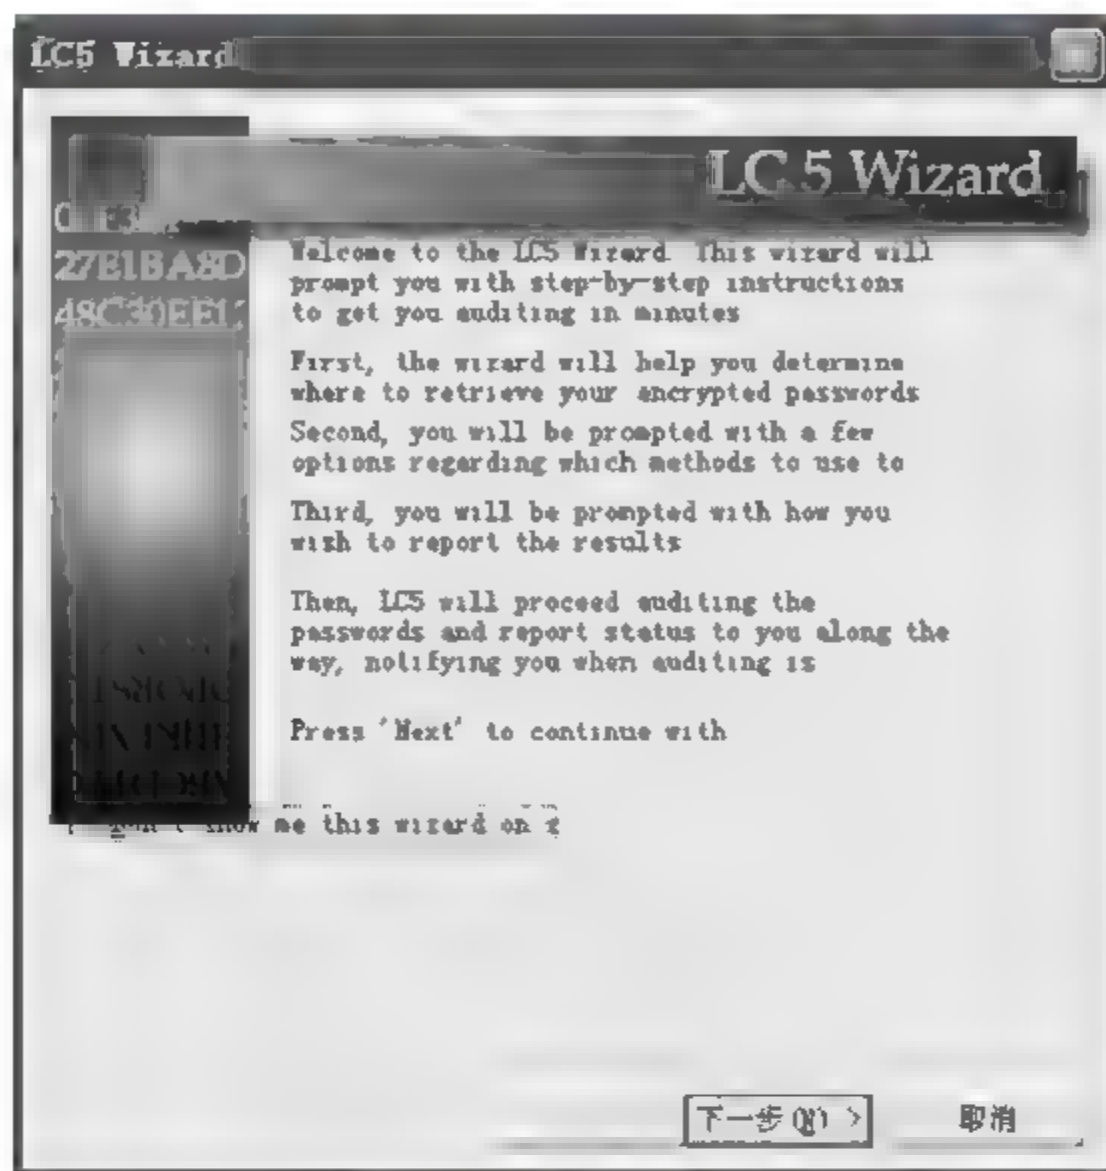 LC5 Wizard
LC 5 Wizard
27E1BA8D
48C30EE1
Welcome to the LC5 Wizard. This wizard will
prompt you with step-by-step instructions
to get you auditing in minutes
First, the wizard will help you determine
where to retrieve your encrypted passwords
Second, you will be prompted with a few
options regarding which methods to use to
Third, you will be prompted with how you
wish to report the results
Then, LC5 will proceed auditing the
passwords and report status to you along the
way, notifying you when auditing is
Press 'Next' to continue with
me this wizard on
下一步(N) >
取消